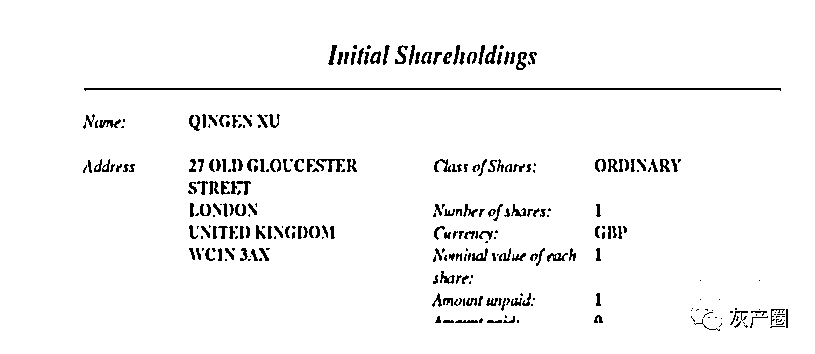 Initial Shareholdings
Name: QINGEN XU
Address 27 OLD GLOUCESTER Class of Shares: ORDINARY
STREET
LONDON Number of shares: 1
UNITED KINGDOM Currency: GBP
WC1N 3AX Nominal value of each 1
share:
Amount unpaid: 1
Amount paid: 0
灰产圈